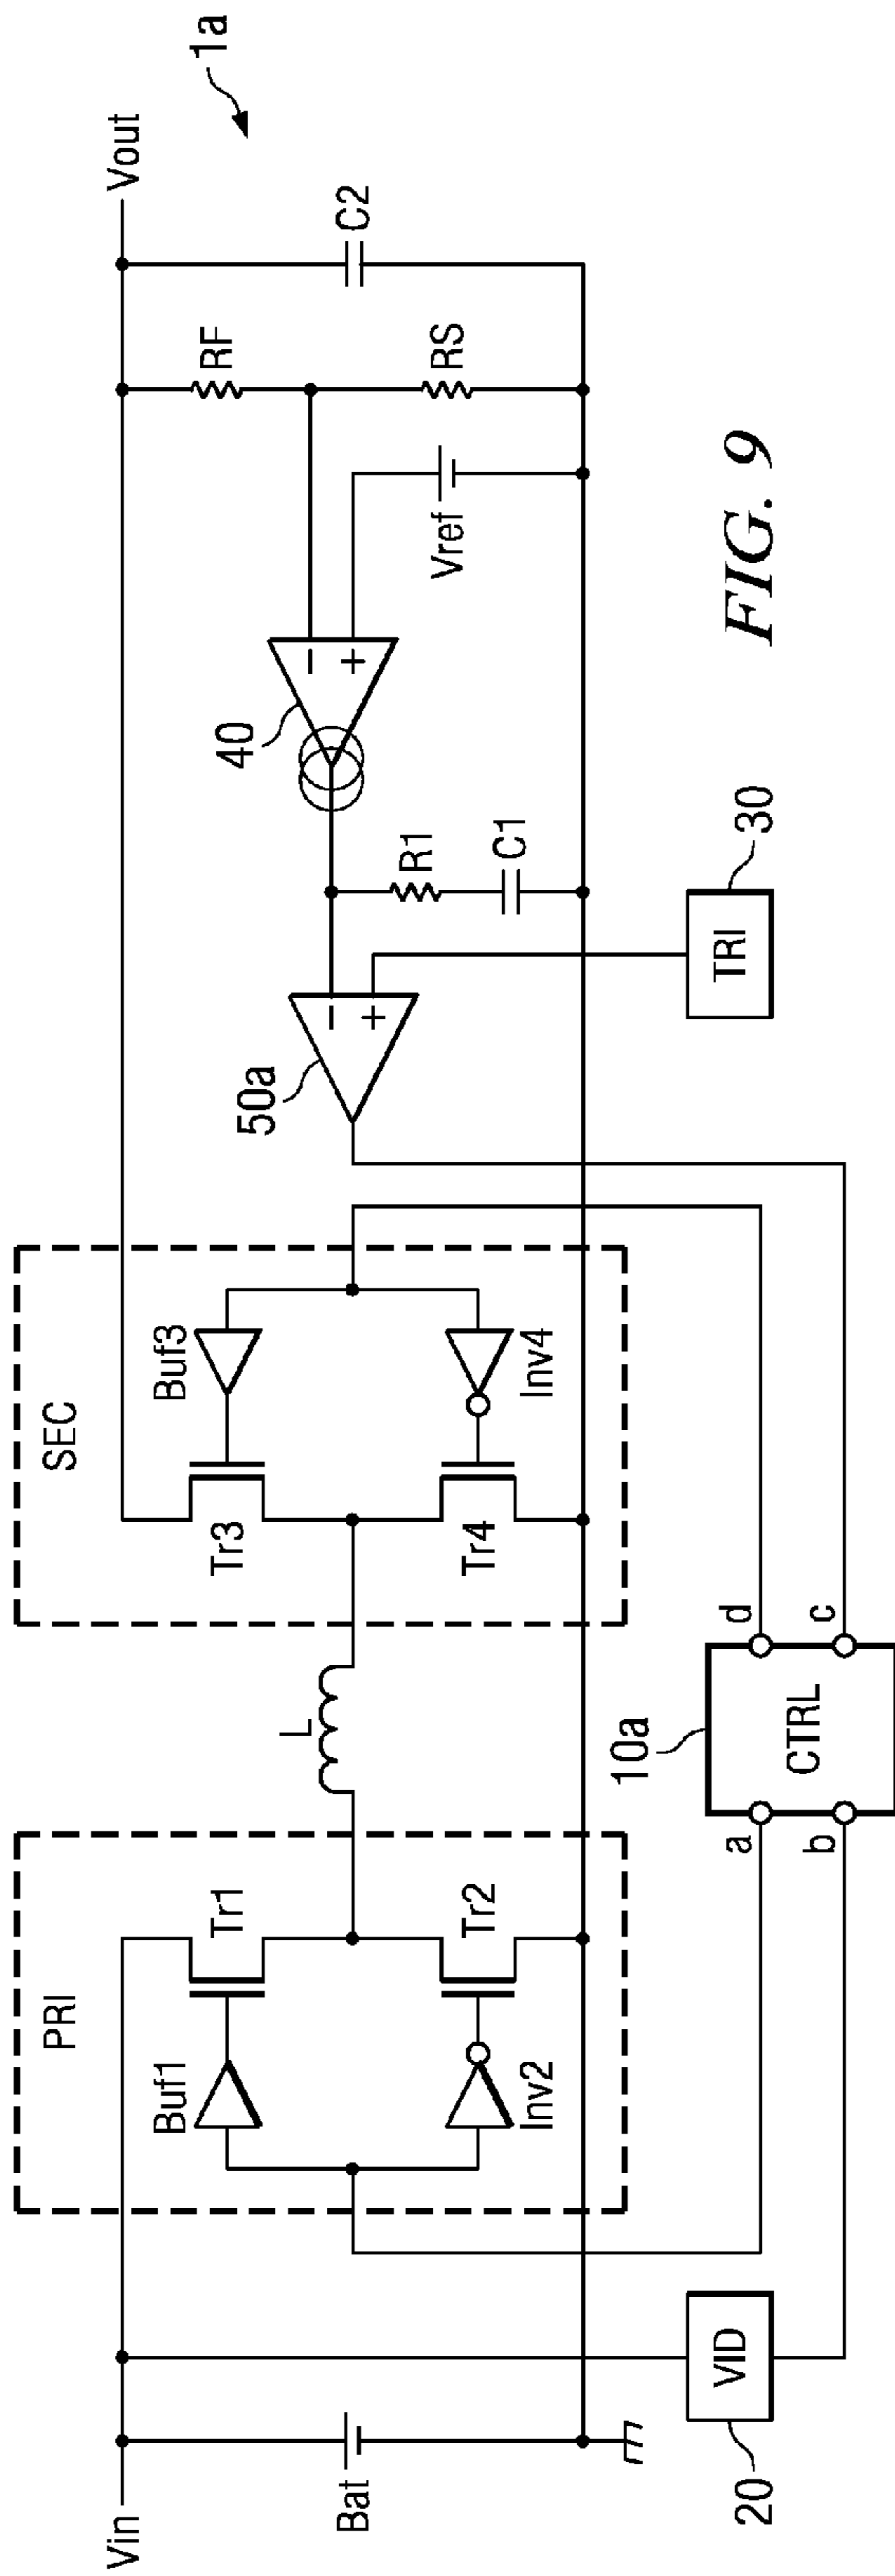 1a
Vin
Vout
PRI
SEC
Buf1
Tr1
L
Tr3
Buf3
50a
40
RF
C2
Bat
Inv2
Tr2
Tr4
Inv4
−
+
R1
C1
−
+
Vref
RS
20
VID
a
b
10a
CTRL
d
c
TRI
30
FIG. 9